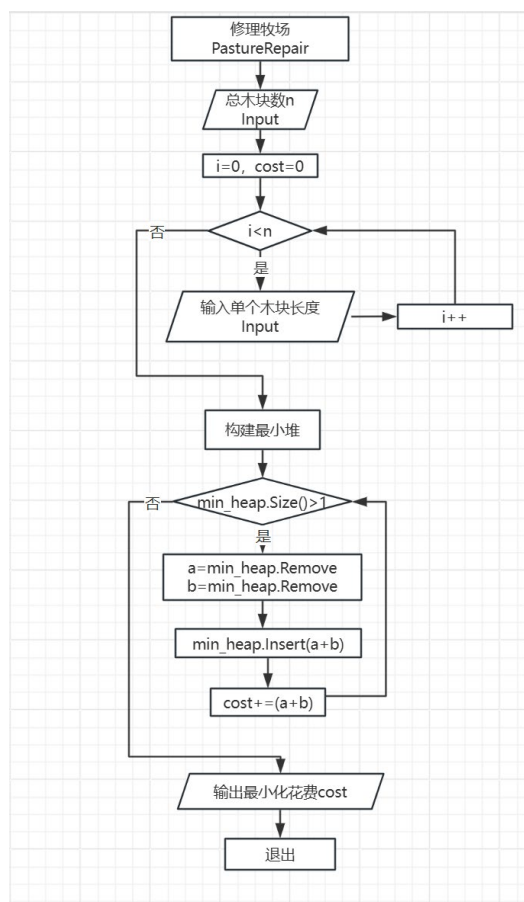 修理牧场
PastureRepair
总木块数n
Input
i=0，cost=0
i<n
否
是
输入单个木块长度
Input
i++
构建最小堆
min_heap.Size()>1
否
是
a=min_heap.Remove
b=min_heap.Remove
min_heap.Insert(a+b)
cost+=(a+b)
输出最小化花费cost
退出